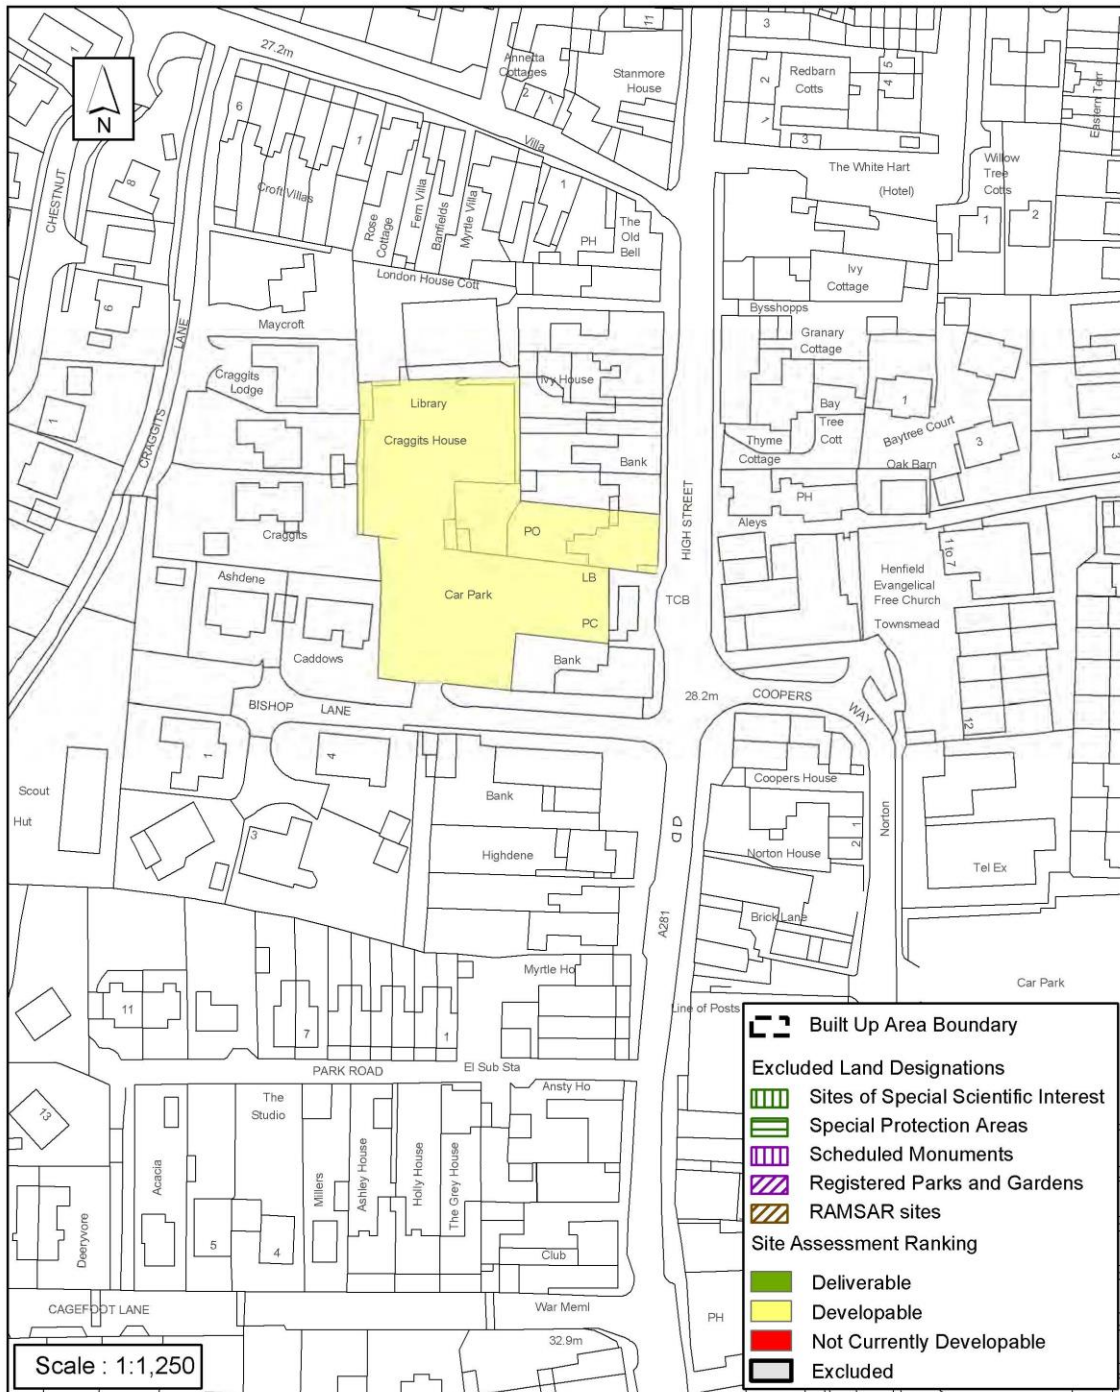 11
3
27.2m
Annetta
Cottages
Stanmore
House
2
1
2
Redbarn
Cotts
5
4
1
N
6
1
Villa
3
Eastern Terr
CHESTNUT
8
Croft Villas
Rose
Cottage
Fern Villa
Banfields
Myrtle Villa
1
PH
The
Old
Bell
The White Hart
(Hotel)
Willow
Tree
Cotts
1
2
London House Cott
Ivy
Cottage
6
LANE
Maycroft
Bysshopps
Granary
Cottage
Craggits
Lodge
Library
Ivy House
Craggits House
Bay
Tree
Cott
1
Baytree Court
1
CRAGGITS
Bank
Thyme
Cottage
Oak Barn
3
3
HIGH STREET
PH
Craggits
PO
Aleys
1 to 7
Ashdene
LB
Henfield
Evangelical
Free Church
Car Park
TCB
PC
Townsmead
Caddows
Bank
BISHOP LANE
28.2m
COOPERS
WAY
12
1
4
Scout
Hut
Bank
Coopers House
3
Highdene
Norton House
1
2
Norton
Tel Ex
A281
Brick Lane
Myrtle Ho
Car Park
11
7
1
Line of Posts
PARK ROAD
El Sub Sta
Ansty Ho
The
Studio
13
Acacia
Millers
Ashley House
Holly House
The Grey House
Deeryvore
5
4
Club
CAGEFOOT LANE
War Meml
PH
32.9m
Scale : 1:1,250
Built Up Area Boundary
Excluded Land Designations
Sites of Special Scientific Interest
Special Protection Areas
Scheduled Monuments
Registered Parks and Gardens
RAMSAR sites
Site Assessment Ranking
Deliverable
Developable
Not Currently Developable
Excluded